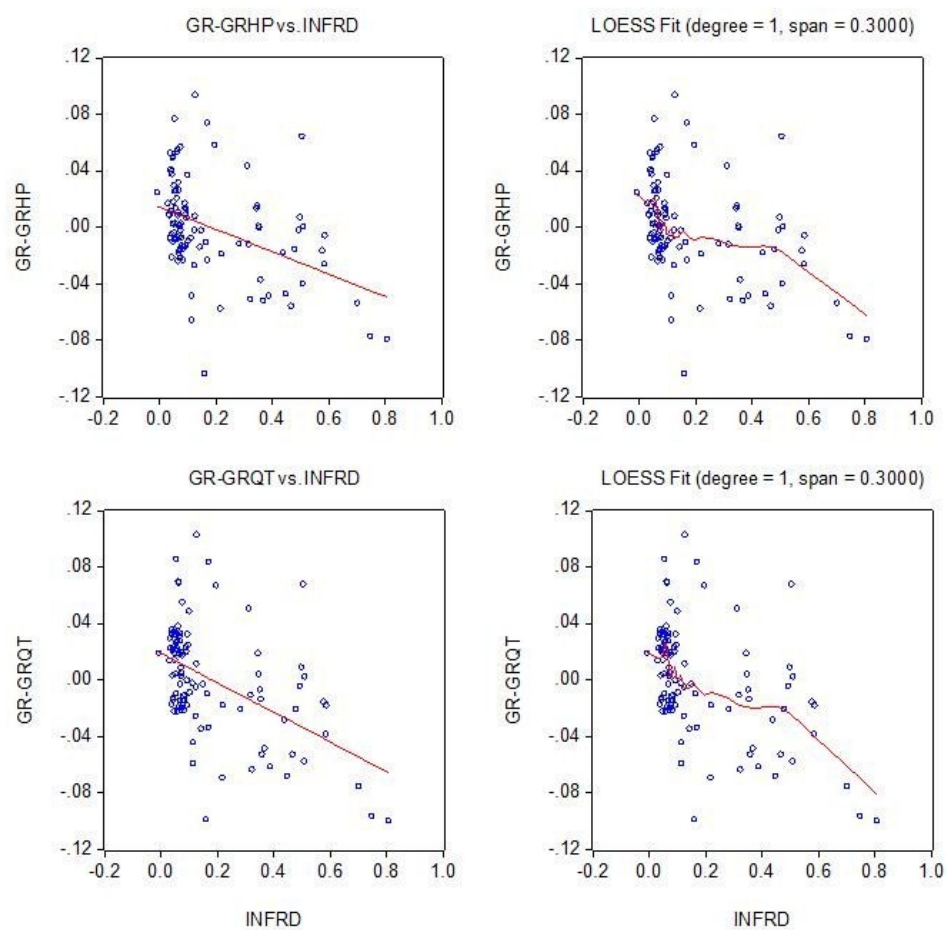 GR-GRHP vs. INFRD
LOESS Fit (degree = 1, span = 0.3000)
.12
.08
.04
.00
-.04
-.08
-.12
GR-GRHP
-0.2 0.0 0.2 0.4 0.6 0.8 1.0
.12
.08
.04
.00
-.04
-.08
-.12
GR-GRHP
-0.2 0.0 0.2 0.4 0.6 0.8 1.0
GR-GRQT vs. INFRD
LOESS Fit (degree = 1, span = 0.3000)
.12
.08
.04
.00
-.04
-.08
-.12
GR-GRQT
-0.2 0.0 0.2 0.4 0.6 0.8 1.0
INFRD
.12
.08
.04
.00
-.04
-.08
-.12
GR-GRQT
-0.2 0.0 0.2 0.4 0.6 0.8 1.0
INFRD